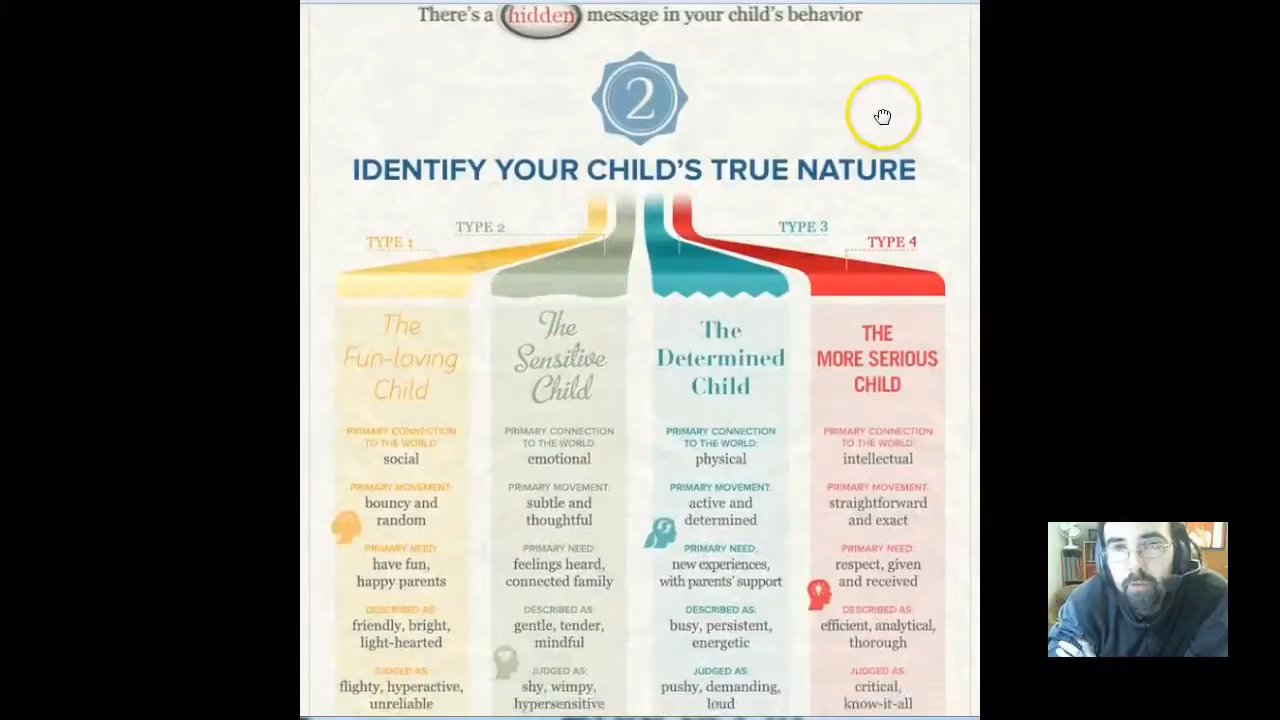 There's a hidden message in your child's behavior
2
IDENTIFY YOUR CHILD'S TRUE NATURE
TYPE 1
TYPE 2
TYPE 3
TYPE 4
The
Fun-loving
Child
PRIMARY CONNECTION
TO THE WORLD:
social
PRIMARY MOVEMENT:
bouncy and
random
PRIMARY NEED:
have fun,
happy parents
DESCRIBED AS:
friendly, bright,
light-hearted
JUDGED AS:
flighty, hyperactive,
unreliable
The
Sensitive
Child
PRIMARY CONNECTION
TO THE WORLD:
emotional
PRIMARY MOVEMENT:
subtle and
thoughtful
PRIMARY NEED:
feelings heard,
connected family
DESCRIBED AS:
gentle, tender,
mindful
JUDGED AS:
shy, wimpy,
hypersensitive
The
Determined
Child
PRIMARY CONNECTION
TO THE WORLD:
physical
PRIMARY MOVEMENT:
active and
determined
PRIMARY NEED:
new experiences,
with parents' support
DESCRIBED AS:
busy, persistent,
energetic
JUDGED AS:
pushy, demanding,
loud
THE
MORE SERIOUS
CHILD
PRIMARY CONNECTION
TO THE WORLD:
intellectual
PRIMARY MOVEMENT:
straightforward
and exact
PRIMARY NEED:
respect, given
and received
DESCRIBED AS:
efficient, analytical,
thorough
JUDGED AS:
critical,
know-it-all